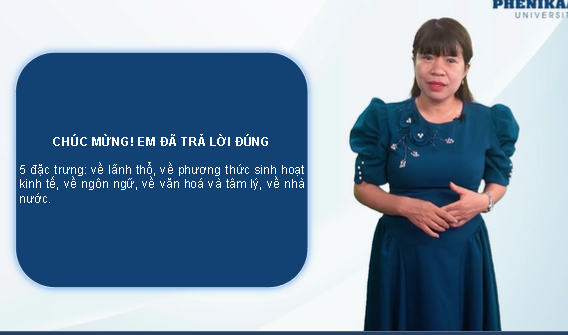 PHENIKAA
UNIVERSIT
CHÚC MỪNG! EM ĐÃ TRẢ LỜI ĐÚNG
5 đặc trưng: về lãnh thổ, về phương thức sinh hoạt
kinh tế, về ngôn ngữ, về văn hoá và tâm lý, về nhà
nước.